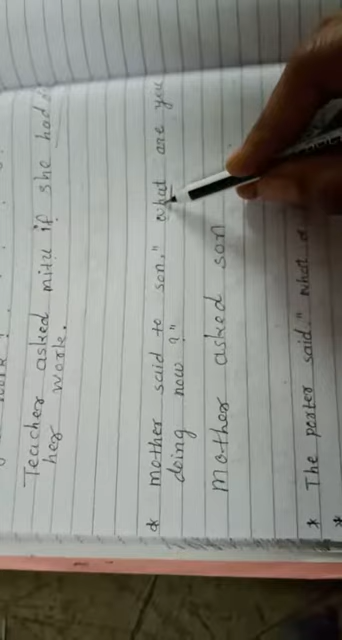 Teacher asked mitu if she had
her work.
* mother said to son," what are you
doing now ?"
Mother asked son
* The porter said." what
*